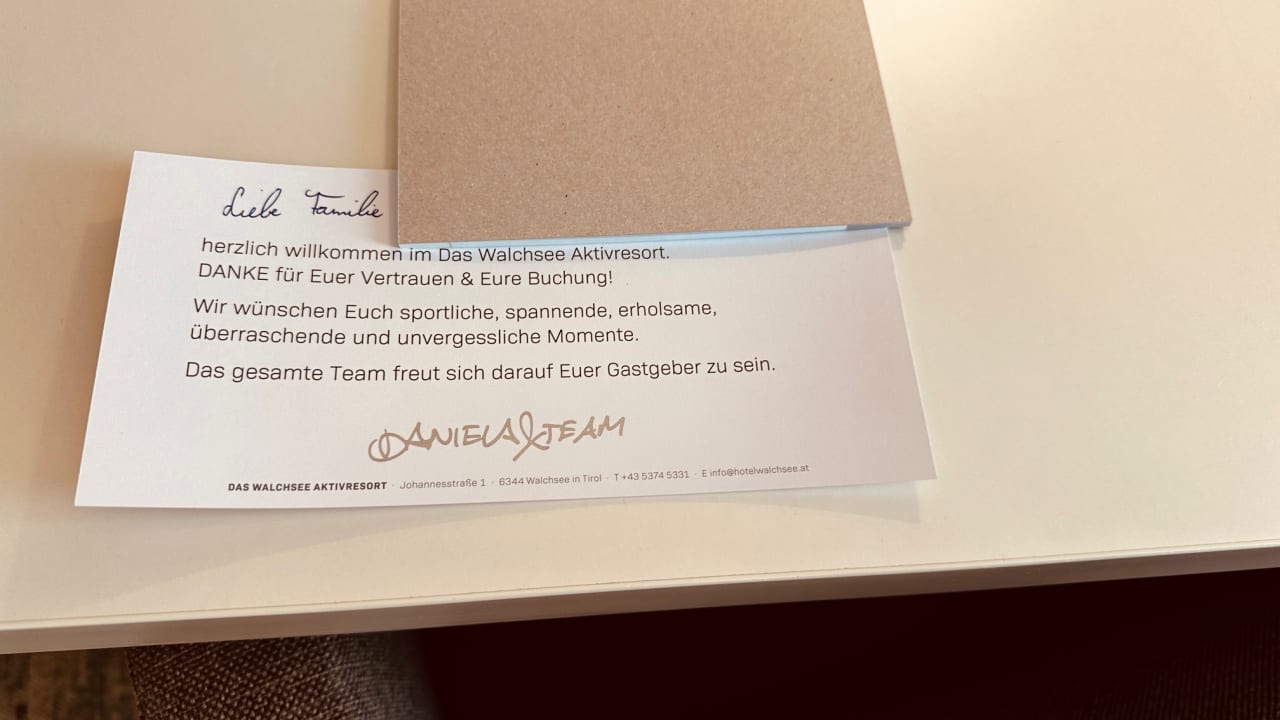 Liebe Familie
herzlich willkommen im Das Walchsee Aktivresort.
DANKE für Euer Vertrauen & Eure Buchung!
Wir wünschen Euch sportliche, spannende, erholsame,
überraschende und unvergessliche Momente.
Das gesamte Team freut sich darauf Euer Gastgeber zu sein.
DANIELA & TEAM
DAS WALCHSEE AKTIVRESORT · Johannesstraße 1 · 6344 Walchsee in Tirol · T +43 5374 5331 · E info@hotelwalchsee.at